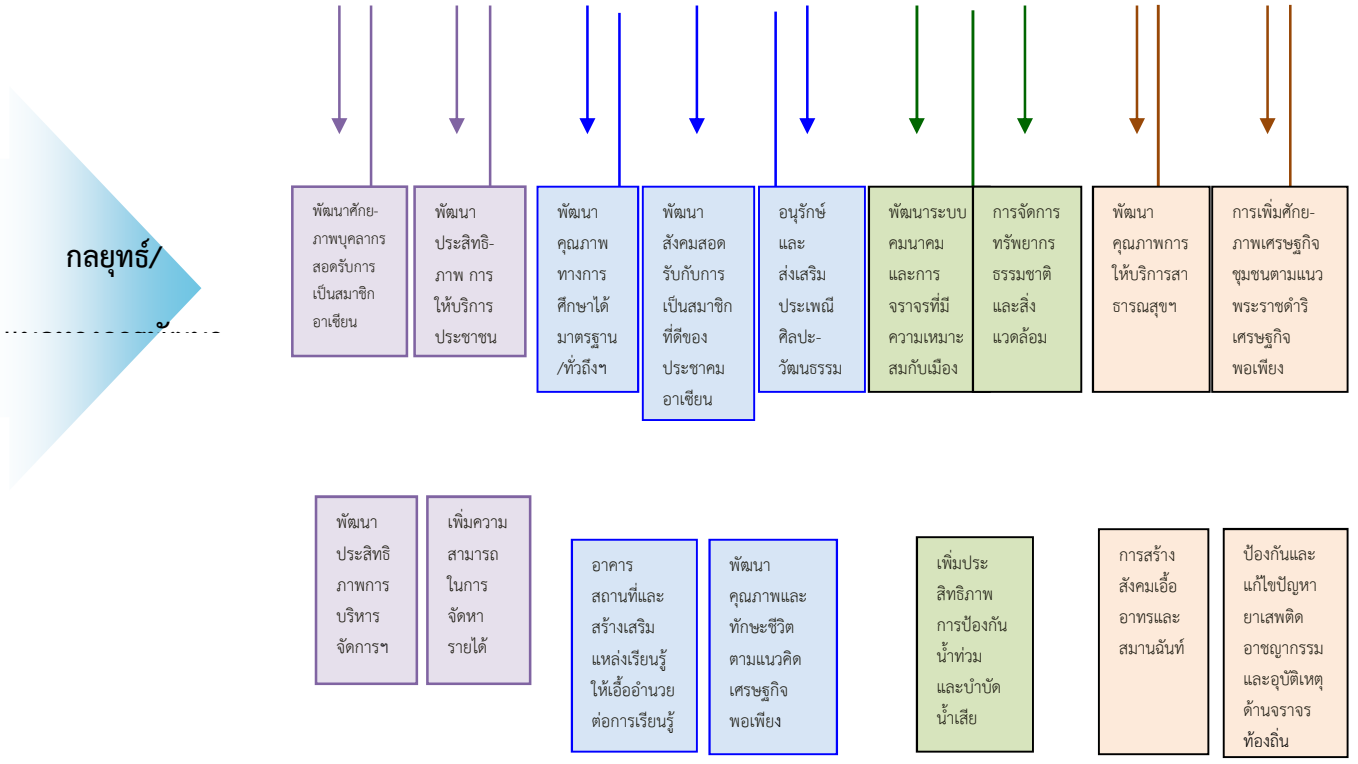 กลยุทธ์/
พัฒนาศักย-
ภาพบุคลากร
สอดรับการ
เป็นสมาชิก
อาเซียน
พัฒนา
ประสิทธิ-
ภาพ การ
ให้บริการ
ประชาชน
พัฒนา
คุณภาพ
ทางการ
ศึกษาได้
มาตรฐาน
/ทั่วถึงฯ
พัฒนา
สังคมสอด
รับกับการ
เป็นสมาชิก
ที่ดีของ
ประชาคม
อาเซียน
อนุรักษ์
และ
ส่งเสริม
ประเพณี
ศิลปะ-
วัฒนธรรม
พัฒนาระบบ
คมนาคม
และการ
จราจรที่มี
ความเหมาะ
สมกับเมือง
การจัดการ
ทรัพยากร
ธรรมชาติ
และสิ่ง
แวดล้อม
พัฒนา
คุณภาพการ
ให้บริการสา
ธารณสุขฯ
การเพิ่มศักย-
ภาพเศรษฐกิจ
ชุมชนตามแนว
พระราชดำริ
เศรษฐกิจ
พอเพียง
พัฒนา
ประสิทธิ
ภาพการ
บริหาร
จัดการฯ
เพิ่มความ
สามารถ
ในการ
จัดหา
รายได้
อาคาร
สถานที่และ
สร้างเสริม
แหล่งเรียนรู้
ให้เอื้ออำนวย
ต่อการเรียนรู้
พัฒนา
คุณภาพและ
ทักษะชีวิต
ตามแนวคิด
เศรษฐกิจ
พอเพียง
เพิ่มประ
สิทธิภาพ
การป้องกัน
น้ำท่วม
และบำบัด
น้ำเสีย
การสร้าง
สังคมเอื้อ
อาทรและ
สมานฉันท์
ป้องกันและ
แก้ไขปัญหา
ยาเสพติด
อาชญากรรม
และอุบัติเหตุ
ด้านจราจร
ท้องถิ่น